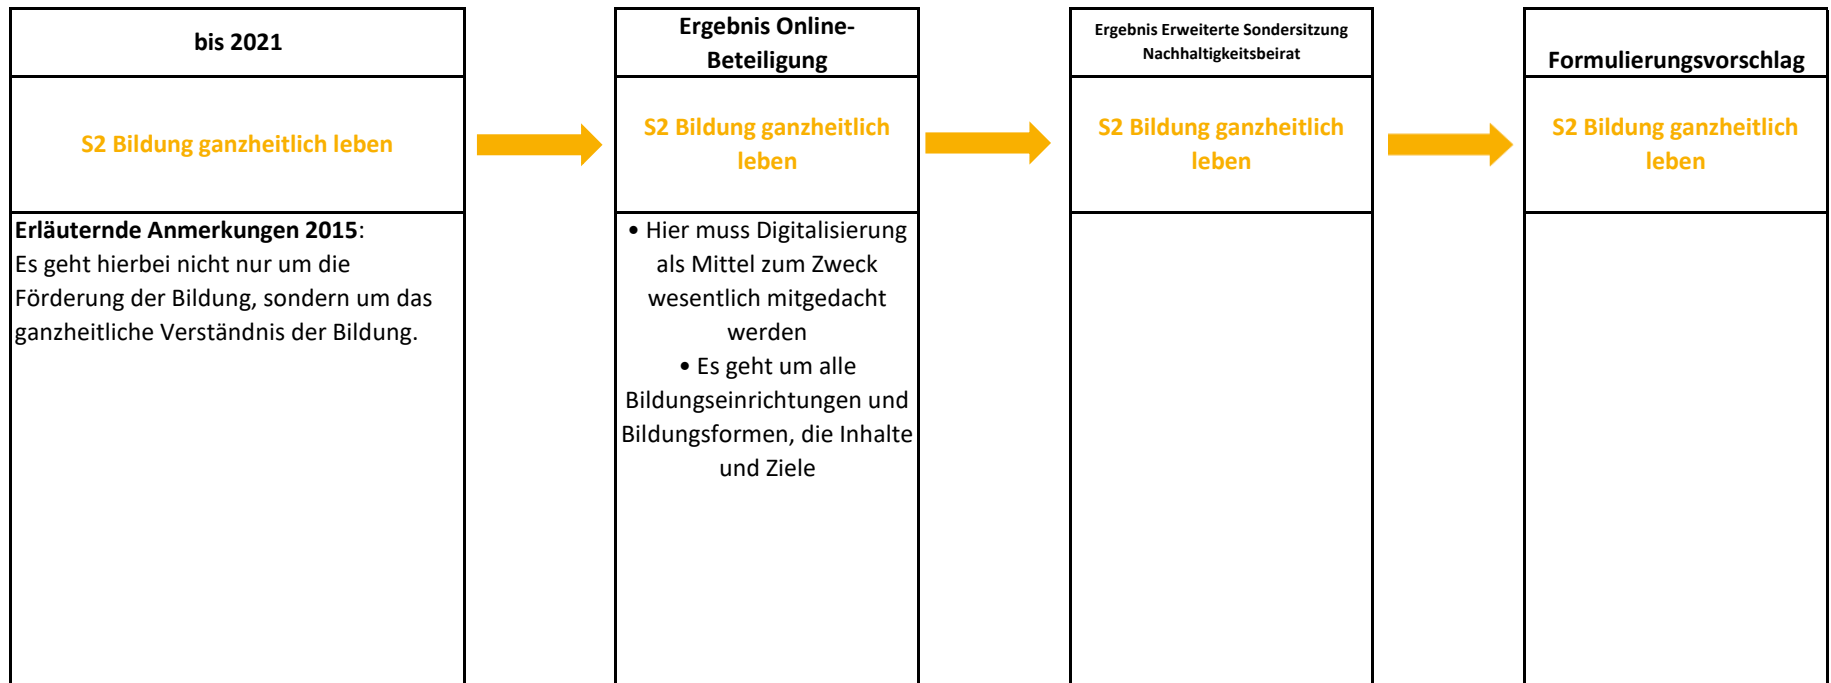 bis 2021
S2 Bildung ganzheitlich leben
Erläuternde Anmerkungen 2015:
Es geht hierbei nicht nur um die
Förderung der Bildung, sondern um das
ganzheitliche Verständnis der Bildung.
Ergebnis Online-
Beteiligung
S2 Bildung ganzheitlich
leben
• Hier muss Digitalisierung
als Mittel zum Zweck
wesentlich mitgedacht
werden
• Es geht um alle
Bildungseinrichtungen und
Bildungsformen, die Inhalte
und Ziele
Ergebnis Erweiterte Sondersitzung
Nachhaltigkeitsbeirat
S2 Bildung ganzheitlich
leben
Formulierungsvorschlag
S2 Bildung ganzheitlich
leben